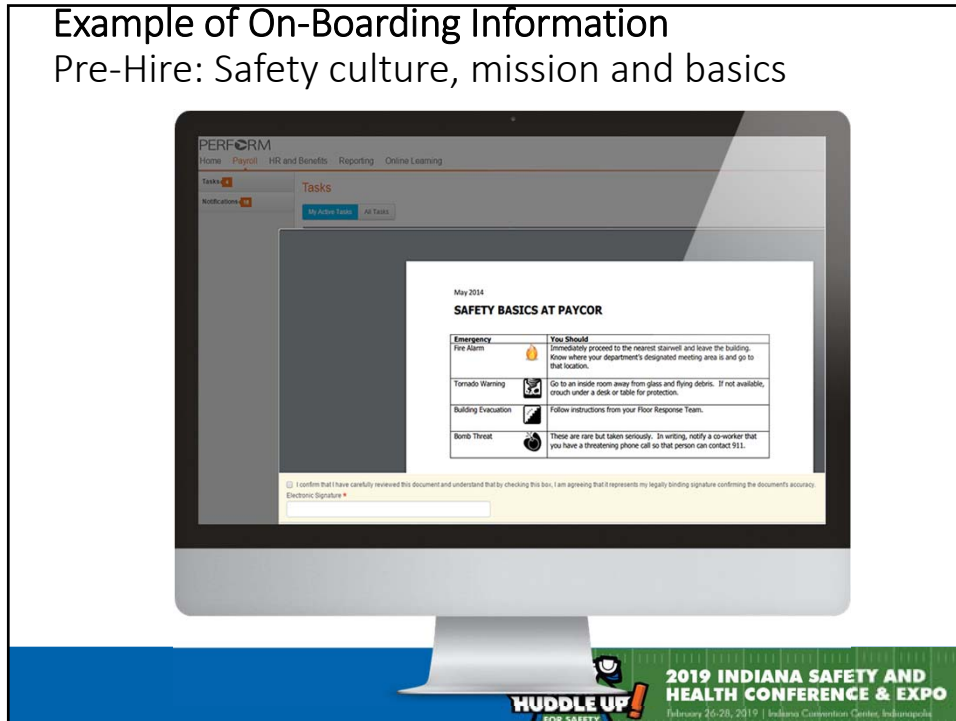 Example of On-Boarding Information
Pre-Hire: Safety culture, mission and basics
PERFORM
Home Payroll HR and Benefits Reporting Online Learning
Tasks 4
Notifications
Tasks
My Active Tasks All Tasks
May 2014
SAFETY BASICS AT PAYCOR
Emergency You Should
Fire Alarm Immediately proceed to the nearest stairwell and leave the building.
Know where your department's designated meeting area is and go to
that location.
Tornado Warning Go to an inside room away from glass and flying debris. If not available,
crouch under a desk or table for protection.
Building Evacuation Follow instructions from your Floor Response Team.
Bomb Threat These are rare but taken seriously. In writing, notify a co-worker that
you have a threatening phone call so that person can contact 911.
I confirm that I have carefully reviewed this document and understand that by checking this box, I am agreeing that it represents my legally binding signature confirming the document's accuracy.
Electronic Signature *
HUDDLE UP!
FOR SAFETY
2019 INDIANA SAFETY AND
HEALTH CONFERENCE & EXPO
February 26-28, 2019 | Indiana Convention Center, Indianapolis